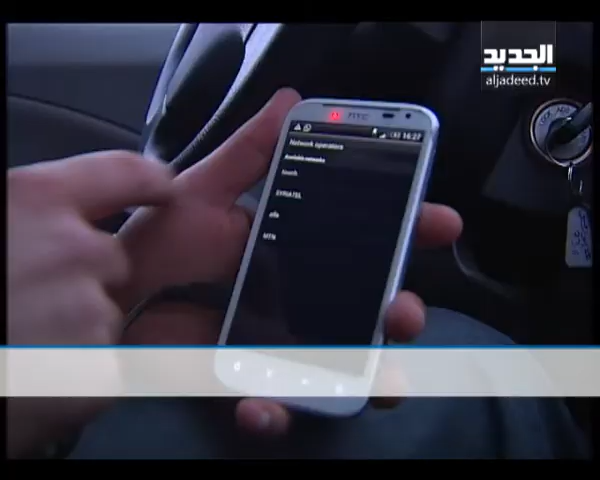 الجديد
aljadeed.tv
hTC
16:27
Network operators
Available networks
touch
SYRIATEL
alfa
MTN